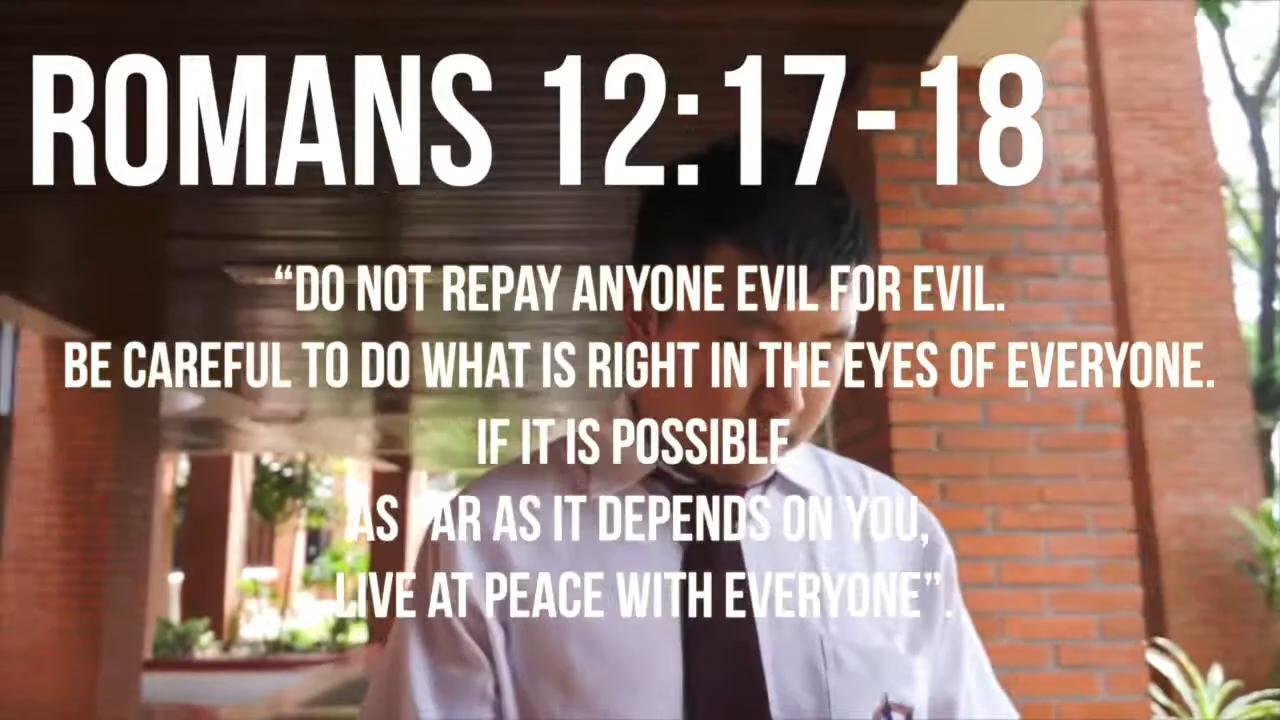 ROMANS 12:17-18
“DO NOT REPAY ANYONE EVIL FOR EVIL.
BE CAREFUL TO DO WHAT IS RIGHT IN THE EYES OF EVERYONE.
IF IT IS POSSIBLE
AS FAR AS IT DEPENDS ON YOU,
LIVE AT PEACE WITH EVERYONE”.